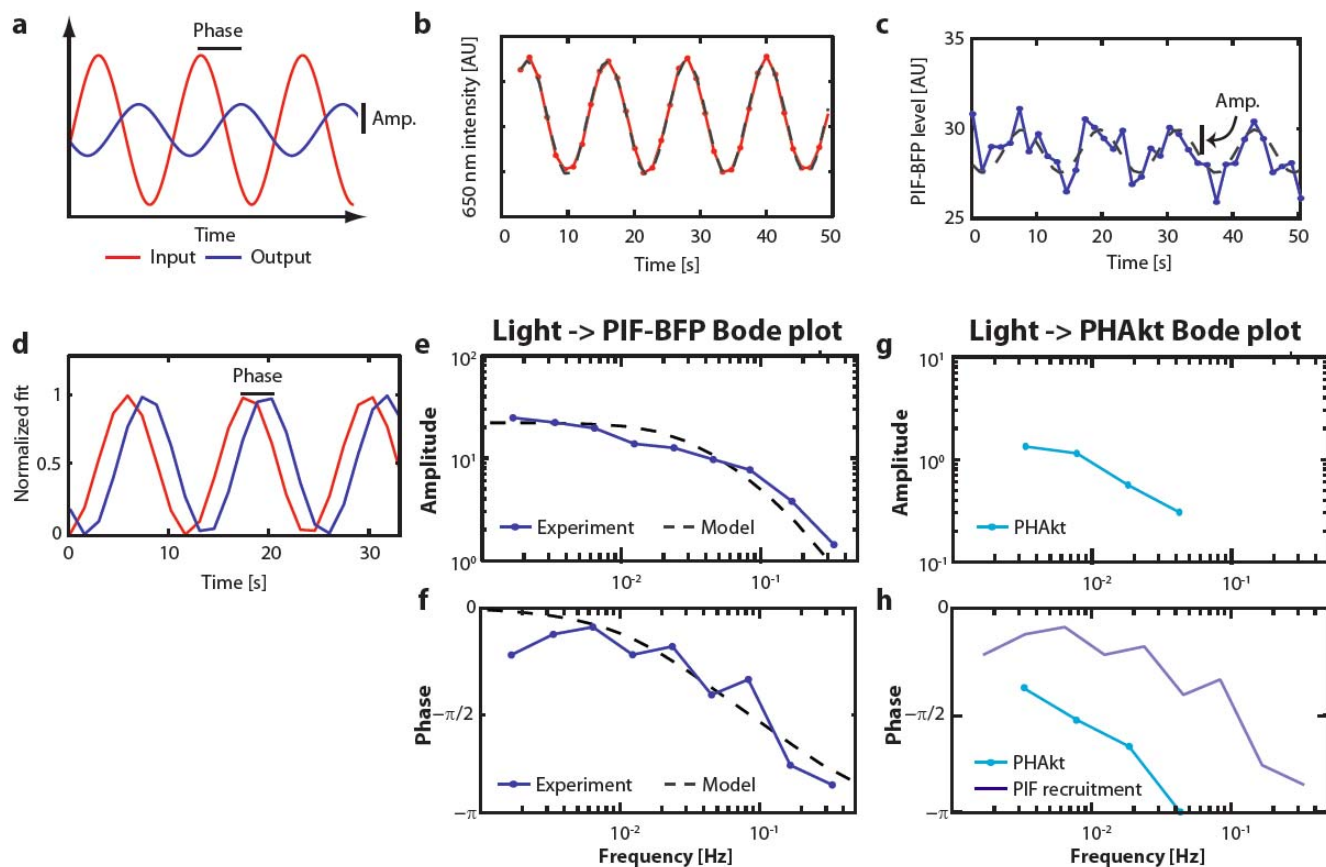 a
Phase
Amp.
Time
Input
Output
b
650 nm intensity [AU]
0 10 20 30 40 50
Time [s]
c
PIF-BFP level [AU]
35
30
25
Amp.
0 10 20 30 40 50
Time [s]
d
Normalized fit
1
0.5
0
Phase
0 10 20 30
Time [s]
Light -> PIF-BFP Bode plot
e
Amplitude
10²
10¹
10⁰
Experiment
Model
10⁻² 10⁻¹
f
Phase
0
−π/2
−π
Experiment
Model
10⁻² 10⁻¹
Frequency [Hz]
Light -> PHAkt Bode plot
g
Amplitude
10¹
10⁰
10⁻¹
PHAkt
10⁻² 10⁻¹
h
Phase
0
−π/2
−π
PHAkt
PIF recruitment
10⁻² 10⁻¹
Frequency [Hz]